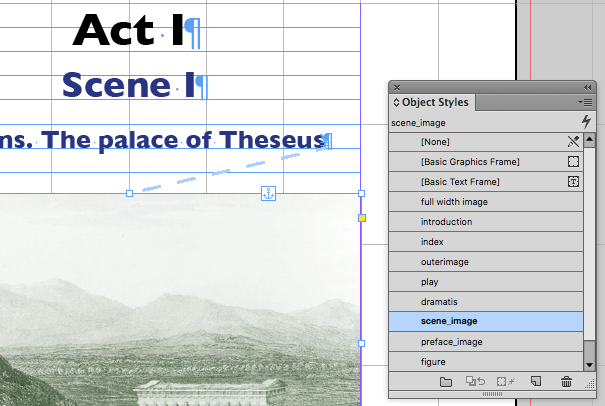 Act I¶
Scene I¶
ns. The palace of Theseus¶
Object Styles
scene_image
[None]
[Basic Graphics Frame]
[Basic Text Frame]
full width image
introduction
index
outerimage
play
dramatis
scene_image
preface_image
figure